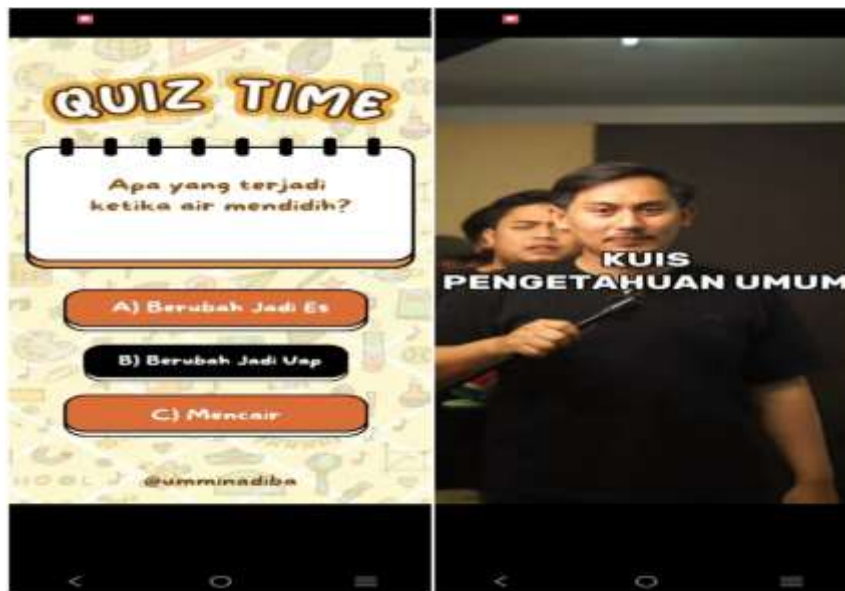 QUIZ TIME
Apa yang terjadi
ketika air mendidih?
A) Berubah Jadi Es
B) Berubah Jadi Uap
C) Mencair
@umminadiba
KUIS
PENGETAHUAN UMUM